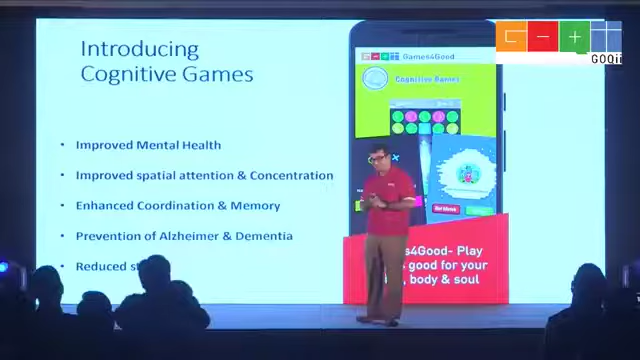 Introducing
Cognitive Games
• Improved Mental Health
• Improved spatial attention & Concentration
• Enhanced Coordination & Memory
• Prevention of Alzheimer & Dementia
• Reduced
Games4Good
Cognitive Games
es4Good- Play
good for your
body & soul
GOQii